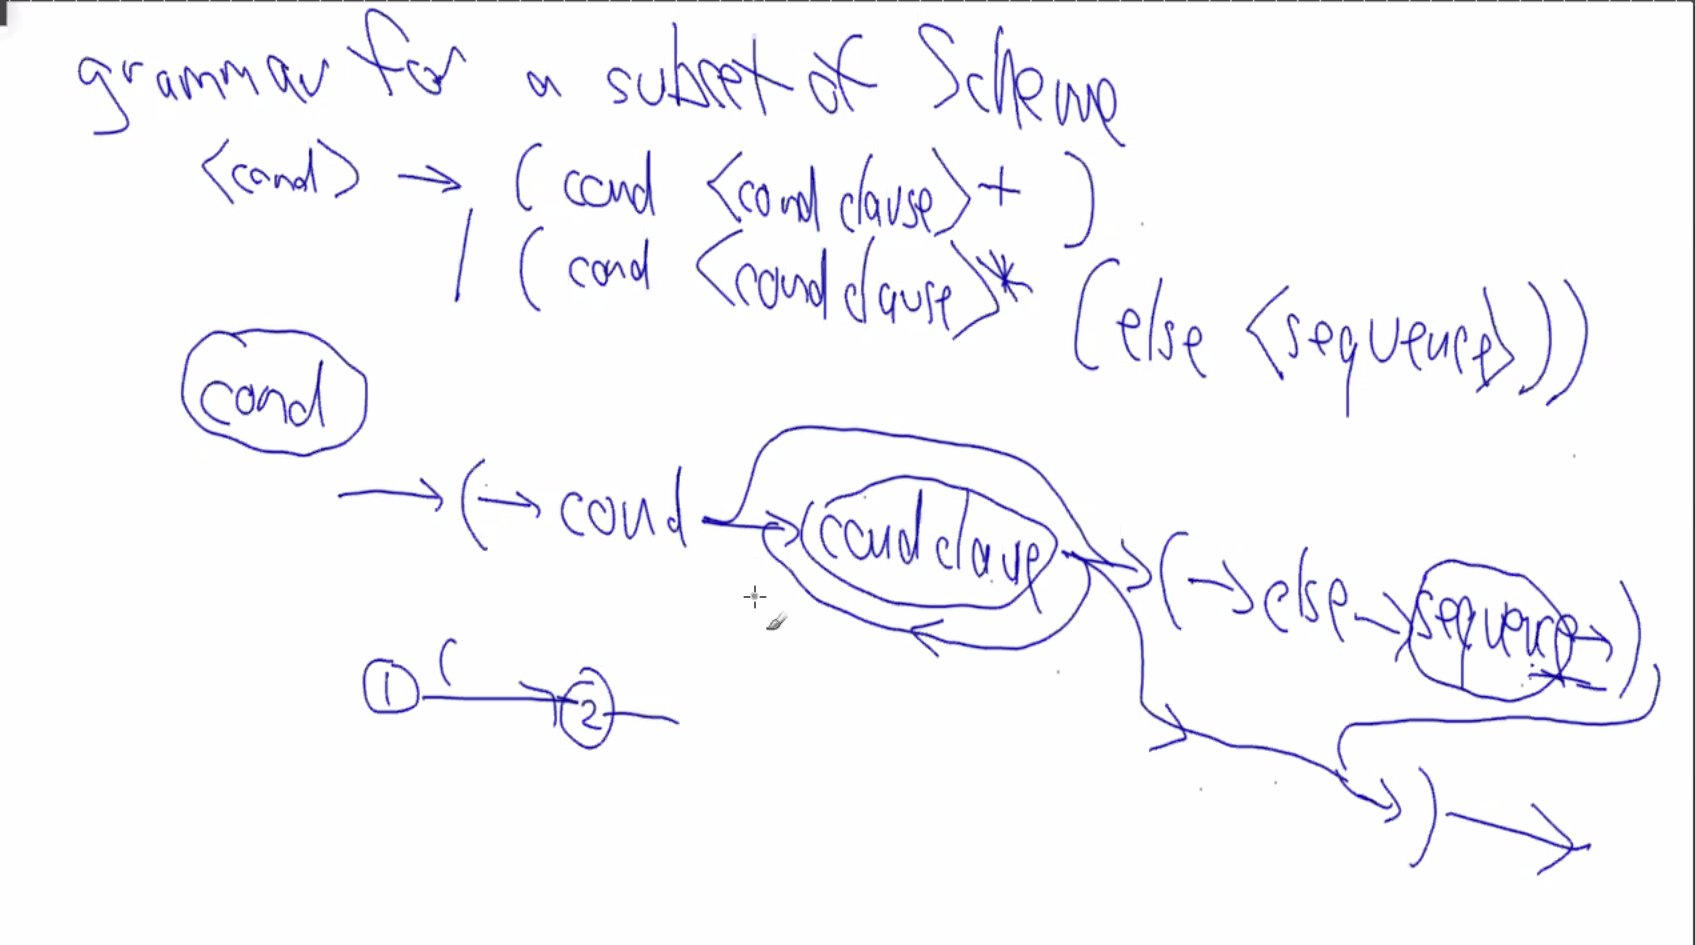 grammar for a subset of Scheme
<cond> → ( cond <cond clause>+ )
| ( cond <cond clause>* (else <sequence>))
cond
→ ( → cond → cond clause → ( → else → sequence → )
1 ( 2
) →